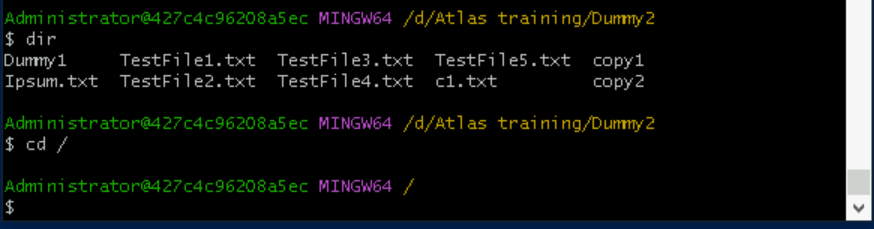 Administrator@427c4c96208a5ec MINGW64 /d/Atlas training/Dummy2
$ dir
Dummy1     TestFile1.txt  TestFile3.txt  TestFile5.txt  copy1
Ipsum.txt  TestFile2.txt  TestFile4.txt  c1.txt         copy2
Administrator@427c4c96208a5ec MINGW64 /d/Atlas training/Dummy2
$ cd /
Administrator@427c4c96208a5ec MINGW64 /
$